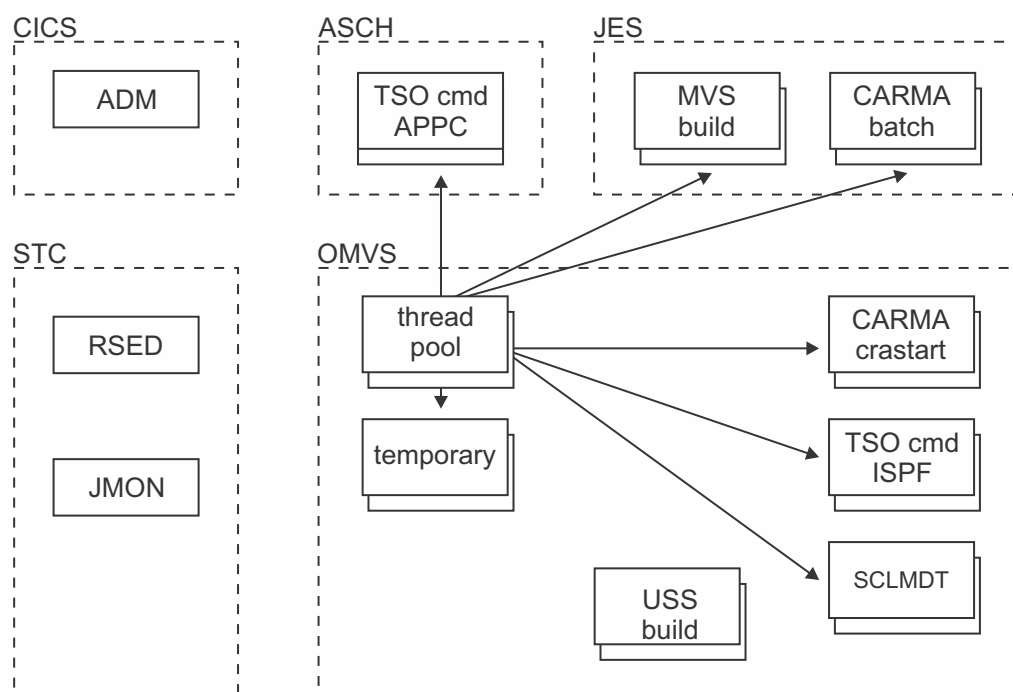 CICS
ADM
ASCH
TSO cmd
APPC
JES
MVS
build
CARMA
batch
STC
RSED
JMON
OMVS
thread
pool
temporary
CARMA
crastart
TSO cmd
ISPF
SCLMDT
USS
build